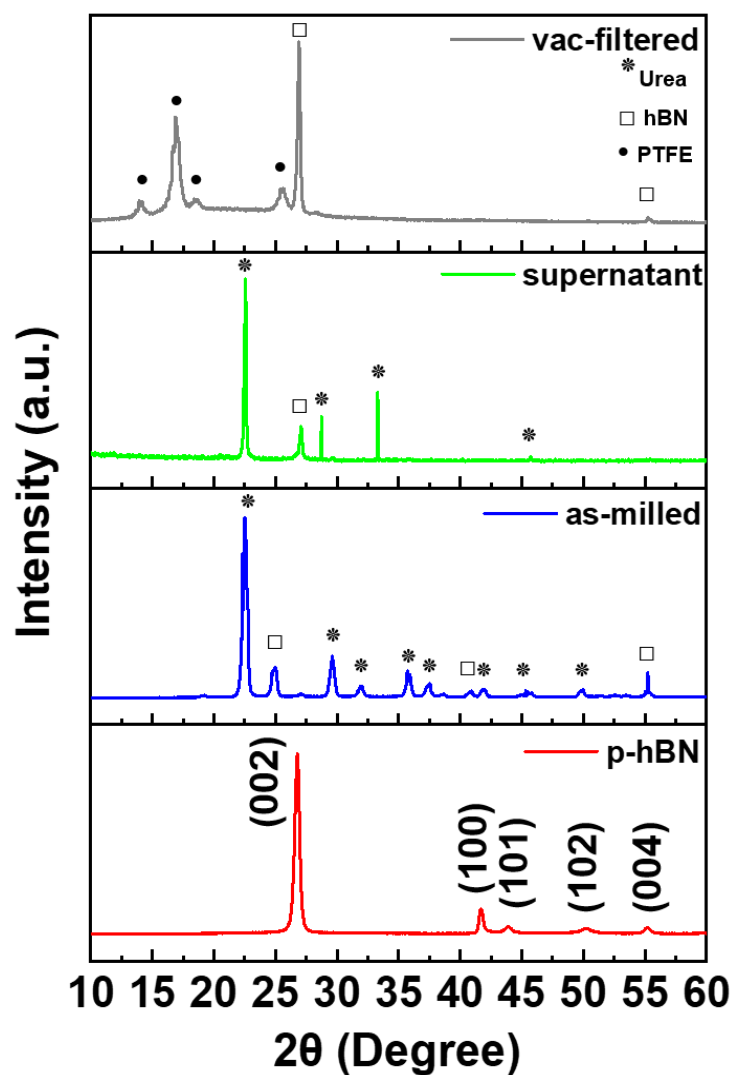 vac-filtered
※ Urea
□ hBN
● PTFE
supernatant
as-milled
p-hBN
(002)
(100)
(101)
(102)
(004)
10 15 20 25 30 35 40 45 50 55 60
2θ (Degree)
Intensity (a.u.)